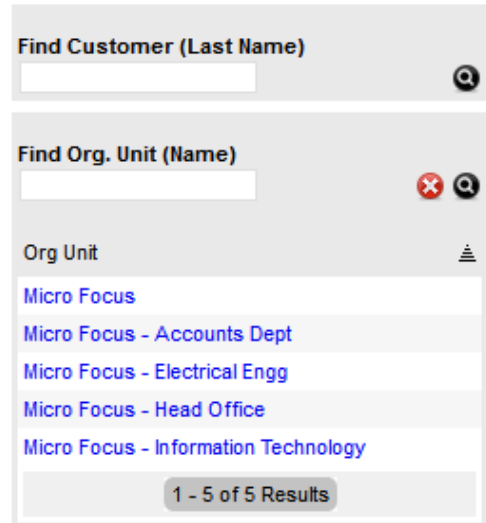 Find Customer (Last Name)
Find Org. Unit (Name)
Org Unit
Micro Focus
Micro Focus - Accounts Dept
Micro Focus - Electrical Engg
Micro Focus - Head Office
Micro Focus - Information Technology
1 - 5 of 5 Results